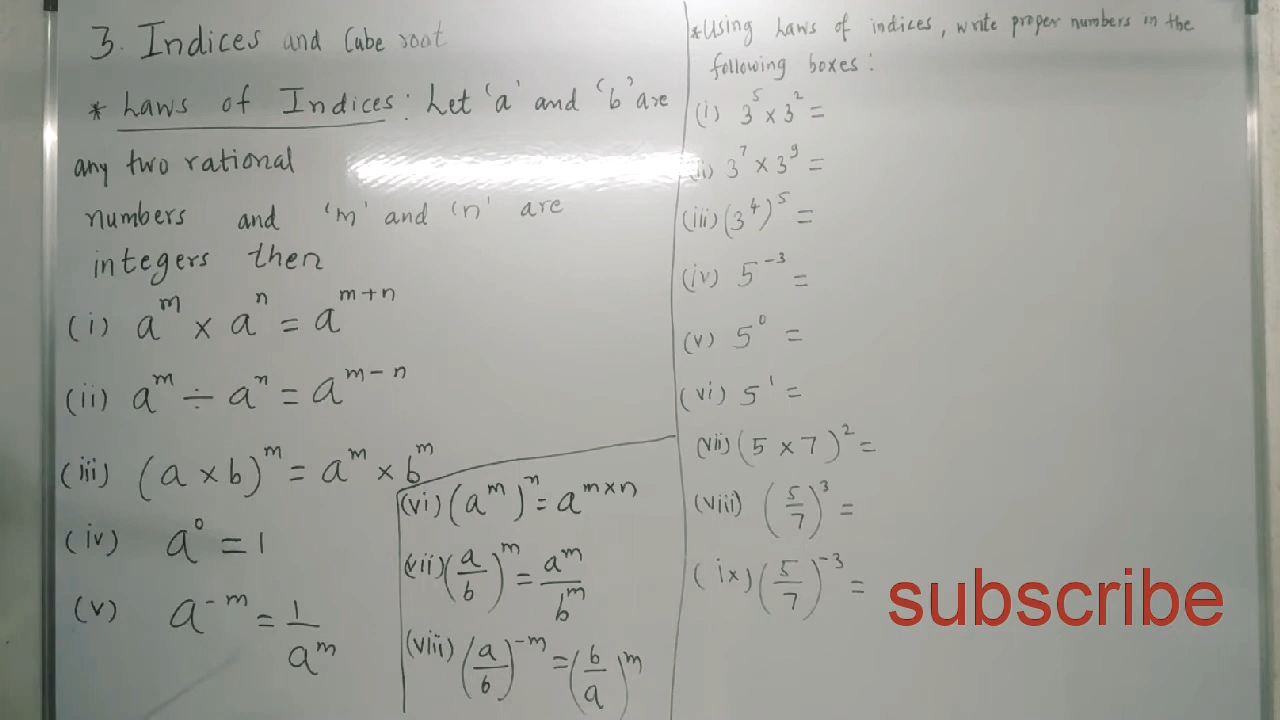 3. Indices and Cube root
* Laws of Indices : Let 'a' and 'b' are
any two rational
numbers and 'm' and 'n' are
integers then
(i) a^m × a^n = a^{m+n}
(ii) a^m ÷ a^n = a^{m-n}
(iii) (a × b)^m = a^m × b^m
(iv) a^0 = 1
(v) a^{-m} = 1/a^m
(vi) (a^m)^n = a^{m×n}
(vii) (a/b)^m = a^m/b^m
(viii) (a/b)^{-m} = (b/a)^m
* Using Laws of indices, write proper numbers in the
following boxes :
(i) 3^5 × 3^2 =
(ii) 3^7 × 3^9 =
(iii) (3^4)^5 =
(iv) 5^{-3} =
(v) 5^0 =
(vi) 5^1 =
(vii) (5 × 7)^2 =
(viii) (5/7)^3 =
(ix) (5/7)^{-3} =
subscribe